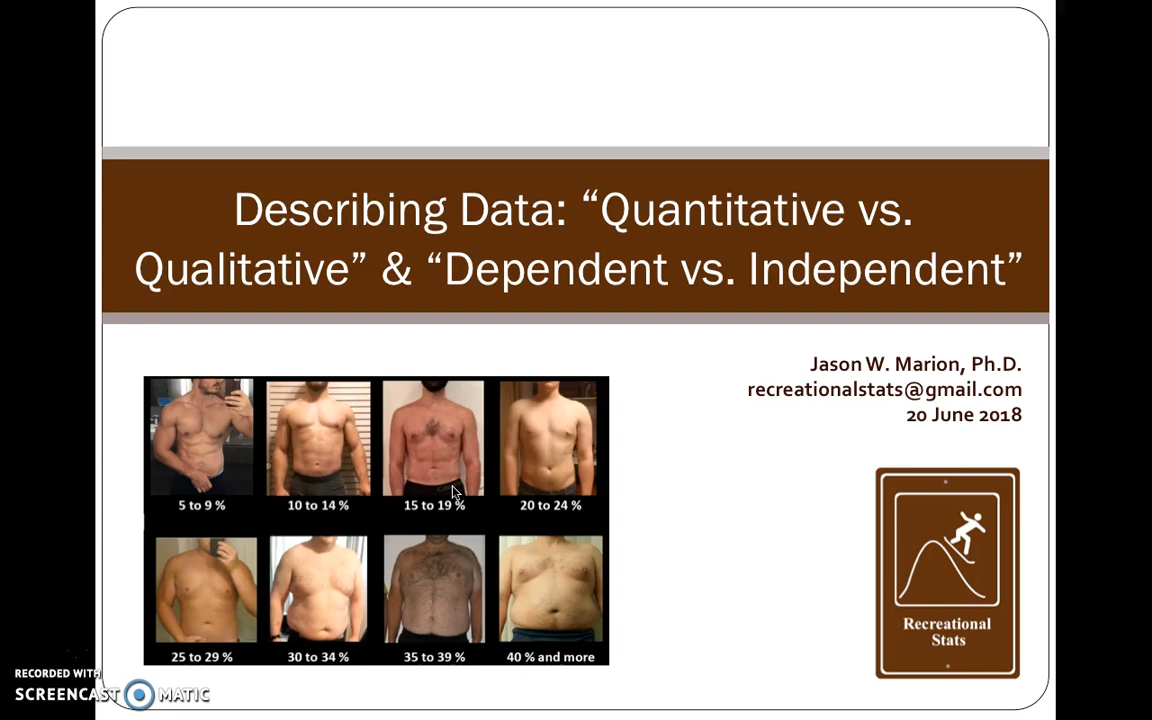 Describing Data: “Quantitative vs.
Qualitative” & “Dependent vs. Independent”
Jason W. Marion, Ph.D.
recreationalstats@gmail.com
20 June 2018
5 to 9 %
10 to 14 %
15 to 19 %
20 to 24 %
25 to 29 %
30 to 34 %
35 to 39 %
40 % and more
Recreational
Stats
RECORDED WITH
SCREENCAST MATIC